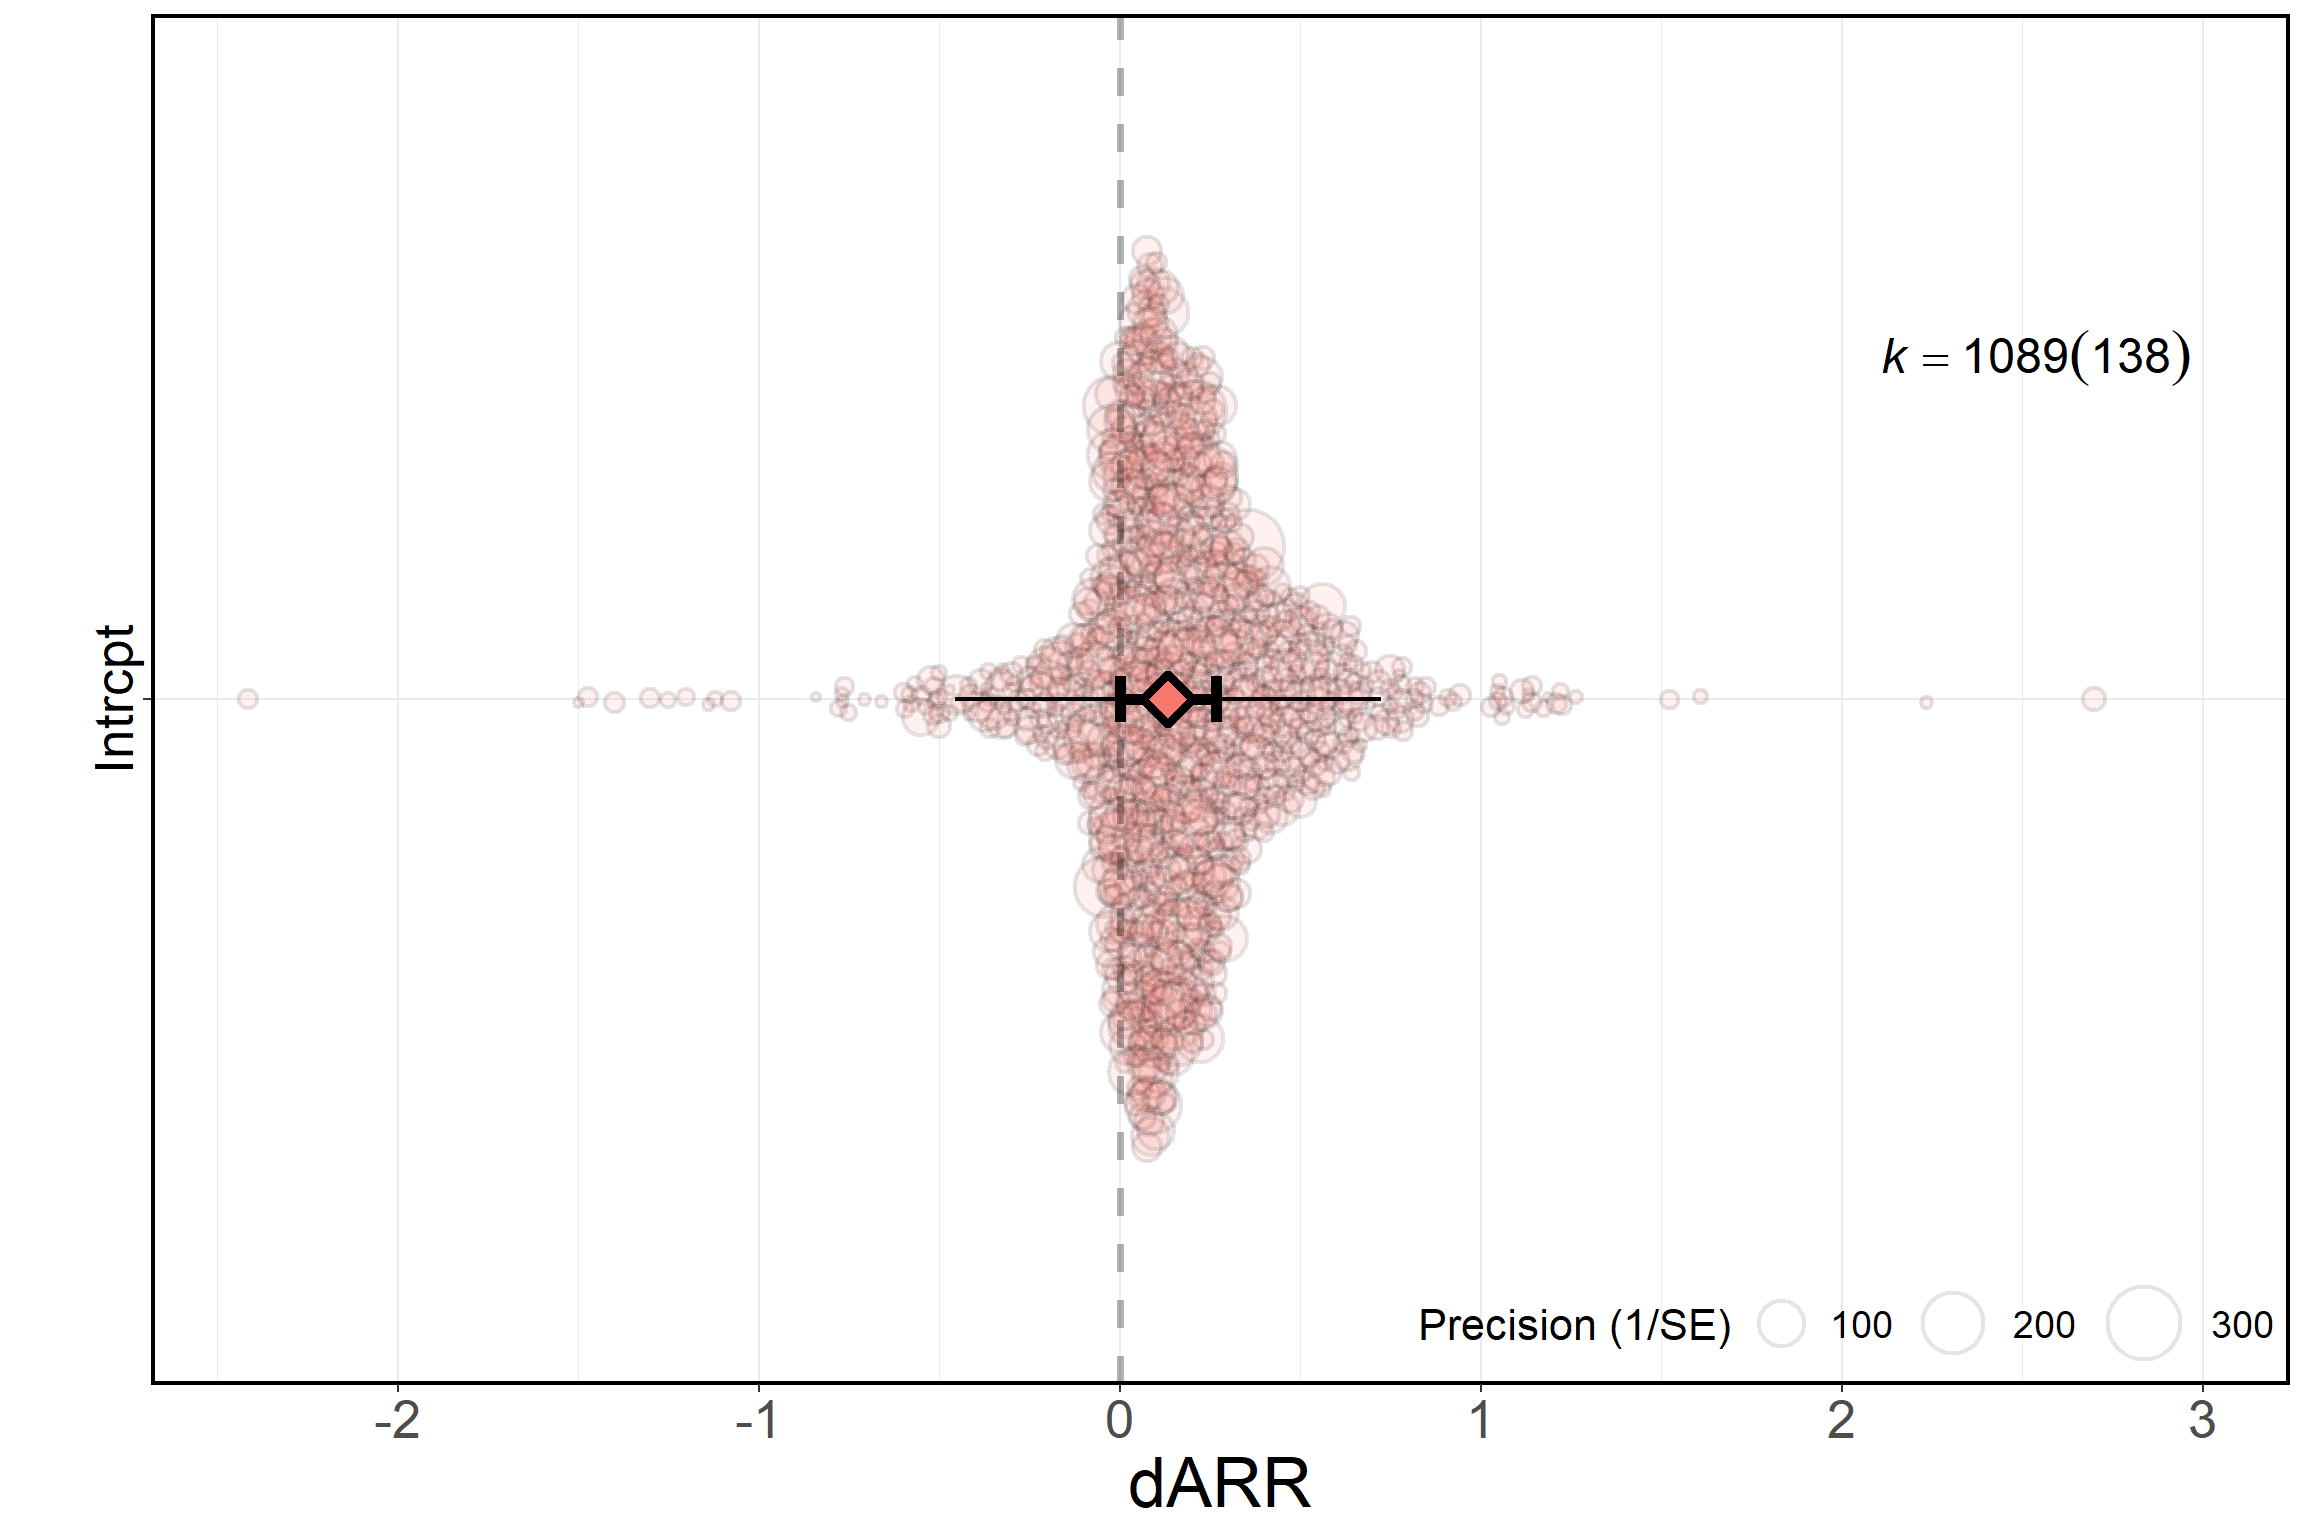 k = 1089(138)
Intrcpt
Precision (1/SE) 100 200 300
-2 -1 0 1 2 3
dARR